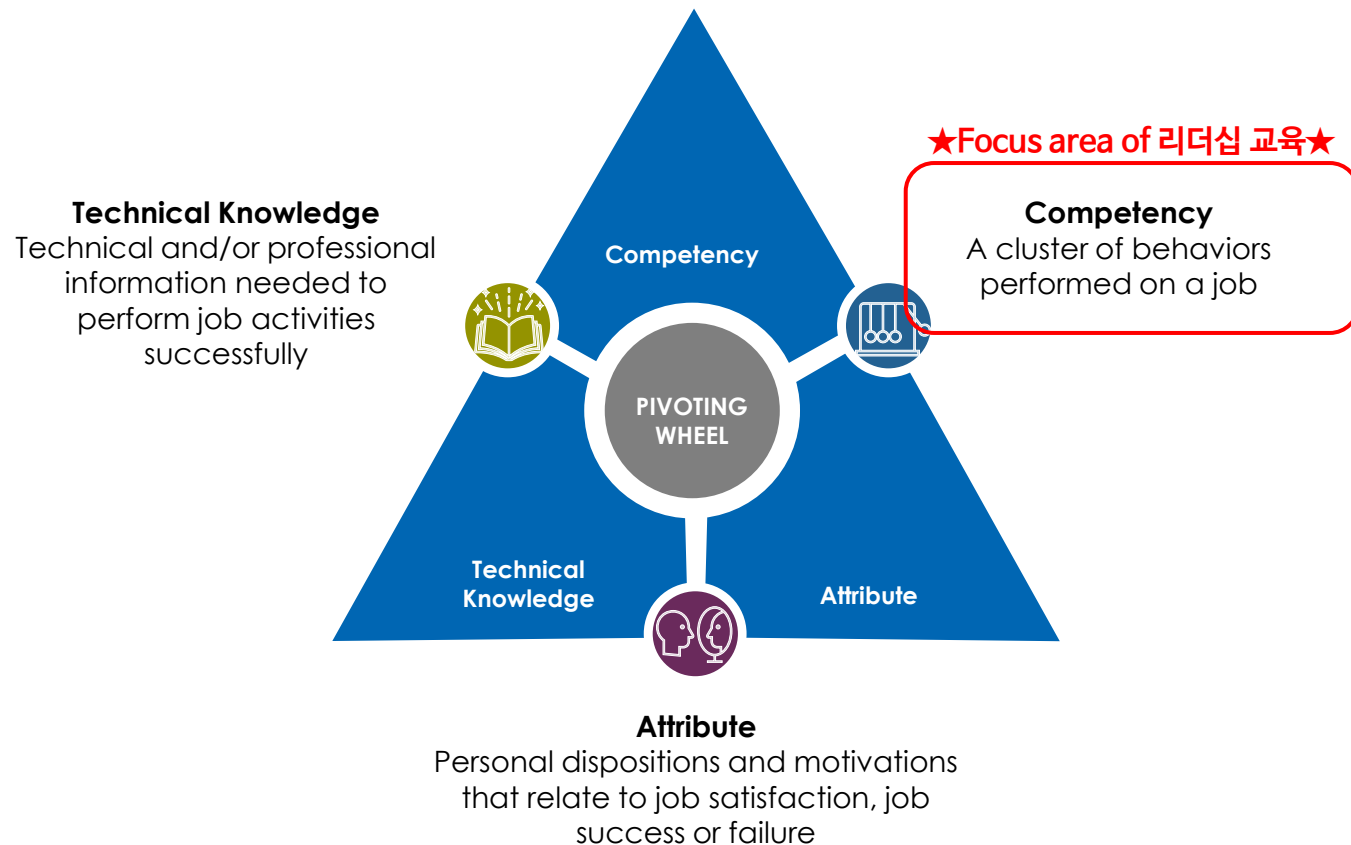 ★Focus area of 리더십 교육★
Technical Knowledge
Technical and/or professional
information needed to
perform job activities
successfully
Competency
A cluster of behaviors
performed on a job
Competency
PIVOTING
WHEEL
Technical
Knowledge
Attribute
Attribute
Personal dispositions and motivations
that relate to job satisfaction, job
success or failure